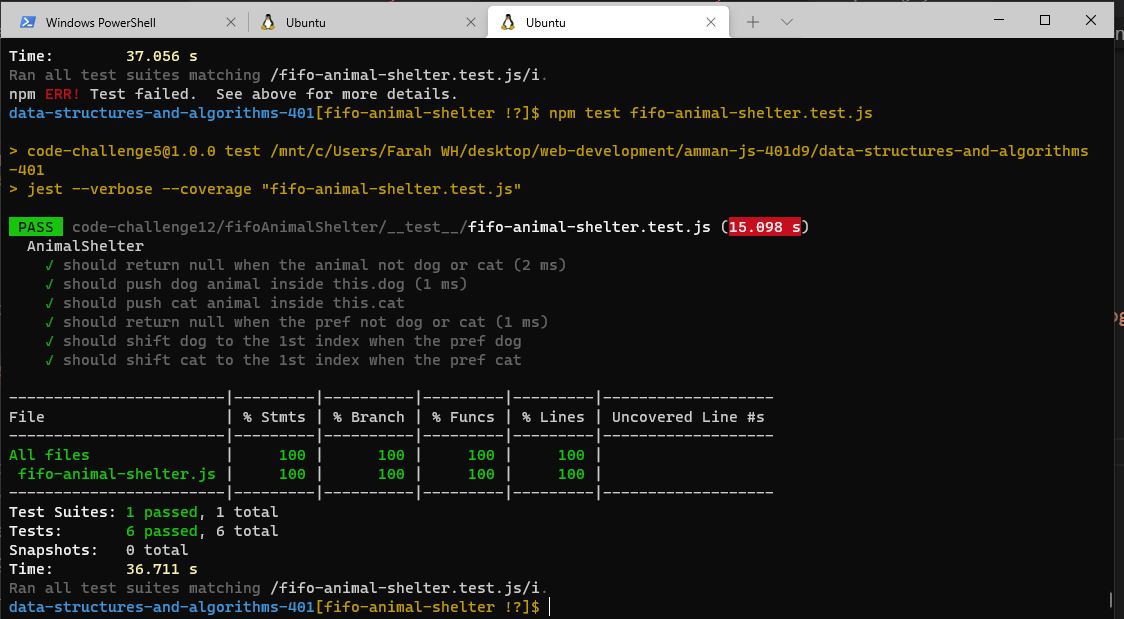 Windows PowerShell
Ubuntu
Ubuntu
Time:        37.056 s
Ran all test suites matching /fifo-animal-shelter.test.js/i.
npm ERR! Test failed.  See above for more details.
data-structures-and-algorithms-401[fifo-animal-shelter !?]$ npm test fifo-animal-shelter.test.js
> code-challenge5@1.0.0 test /mnt/c/Users/Farah WH/desktop/web-development/amman-js-401d9/data-structures-and-algorithms
-401
> jest --verbose --coverage "fifo-animal-shelter.test.js"
PASS code-challenge12/fifoAnimalShelter/__test__/fifo-animal-shelter.test.js (15.098 s)
AnimalShelter
√ should return null when the animal not dog or cat (2 ms)
√ should push dog animal inside this.dog (1 ms)
√ should push cat animal inside this.cat
√ should return null when the pref not dog or cat (1 ms)
√ should shift dog to the 1st index when the pref dog
√ should shift cat to the 1st index when the pref cat
------------------------|---------|----------|---------|---------|-------------------
File                    | % Stmts | % Branch | % Funcs | % Lines | Uncovered Line #s
------------------------|---------|----------|---------|---------|-------------------
All files               |     100 |      100 |     100 |     100 |
 fifo-animal-shelter.js |     100 |      100 |     100 |     100 |
------------------------|---------|----------|---------|---------|-------------------
Test Suites: 1 passed, 1 total
Tests:       6 passed, 6 total
Snapshots:   0 total
Time:        36.711 s
Ran all test suites matching /fifo-animal-shelter.test.js/i.
data-structures-and-algorithms-401[fifo-animal-shelter !?]$